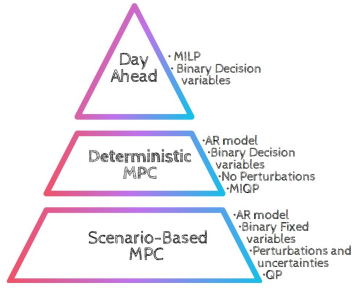 Day
Ahead
· MILP
· Binary Decision
variables
Deterministic
MPC
·AR model
·Binary Decision
variables
·No Perturbations
·MIQP
Scenario-Based
MPC
·AR model
·Binary Fixed
variables
·Perturbations and
uncertainties
·QP